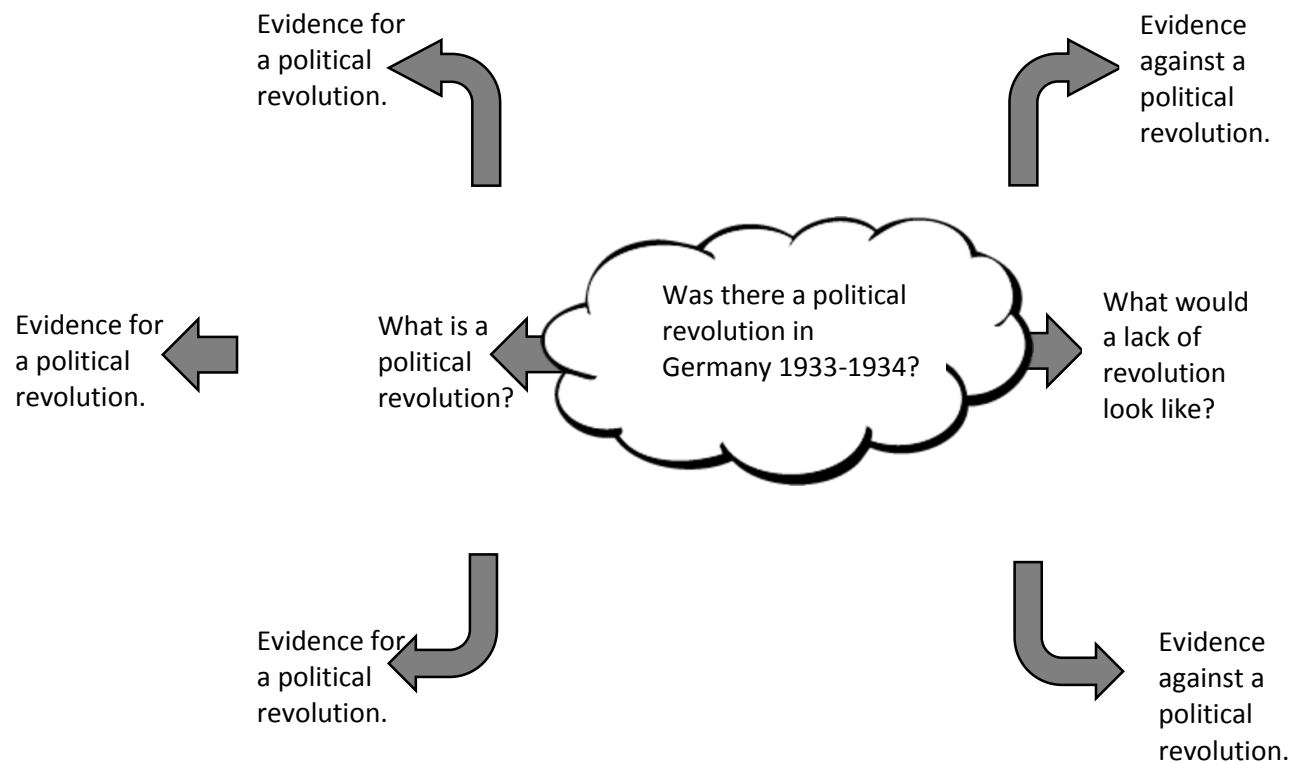 Evidence for
a political
revolution.
Evidence
against a
political
revolution.
Evidence for
a political
revolution.
What is a
political
revolution?
Was there a political
revolution in
Germany 1933-1934?
What would
a lack of
revolution
look like?
Evidence for
a political
revolution.
Evidence
against a
political
revolution.